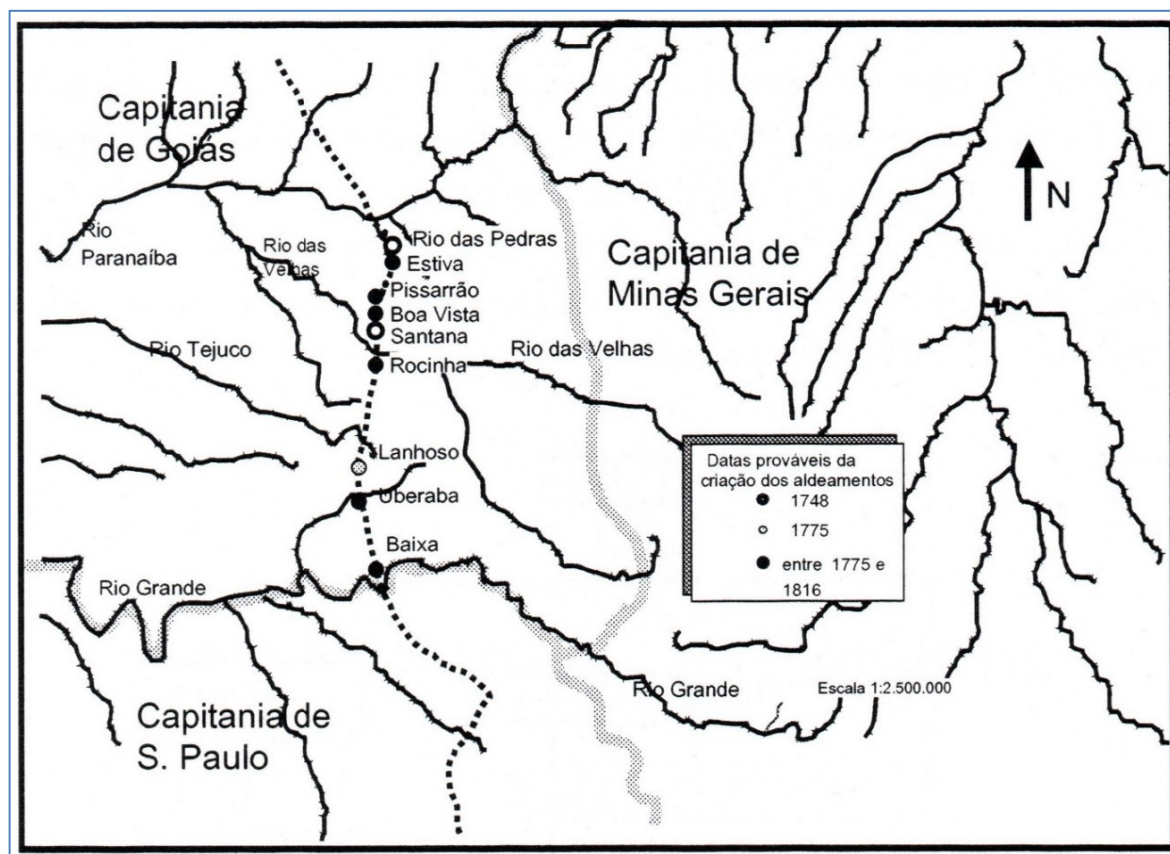 Capitania
de Goiás
N
Rio
Paranaíba
Rio das
Velhas
Rio das Pedras
Estiva
Capitania de
Minas Gerais
Pissarrão
Boa Vista
Santana
Rio Tejuco
Rocinha
Rio das Velhas
Lanhoso
Uberaba
Datas prováveis da
criação dos aldeamentos
1748
1775
entre 1775 e
1816
Baixa
Rio Grande
Rio Grande
Escala 1:2.500.000
Capitania de
S. Paulo